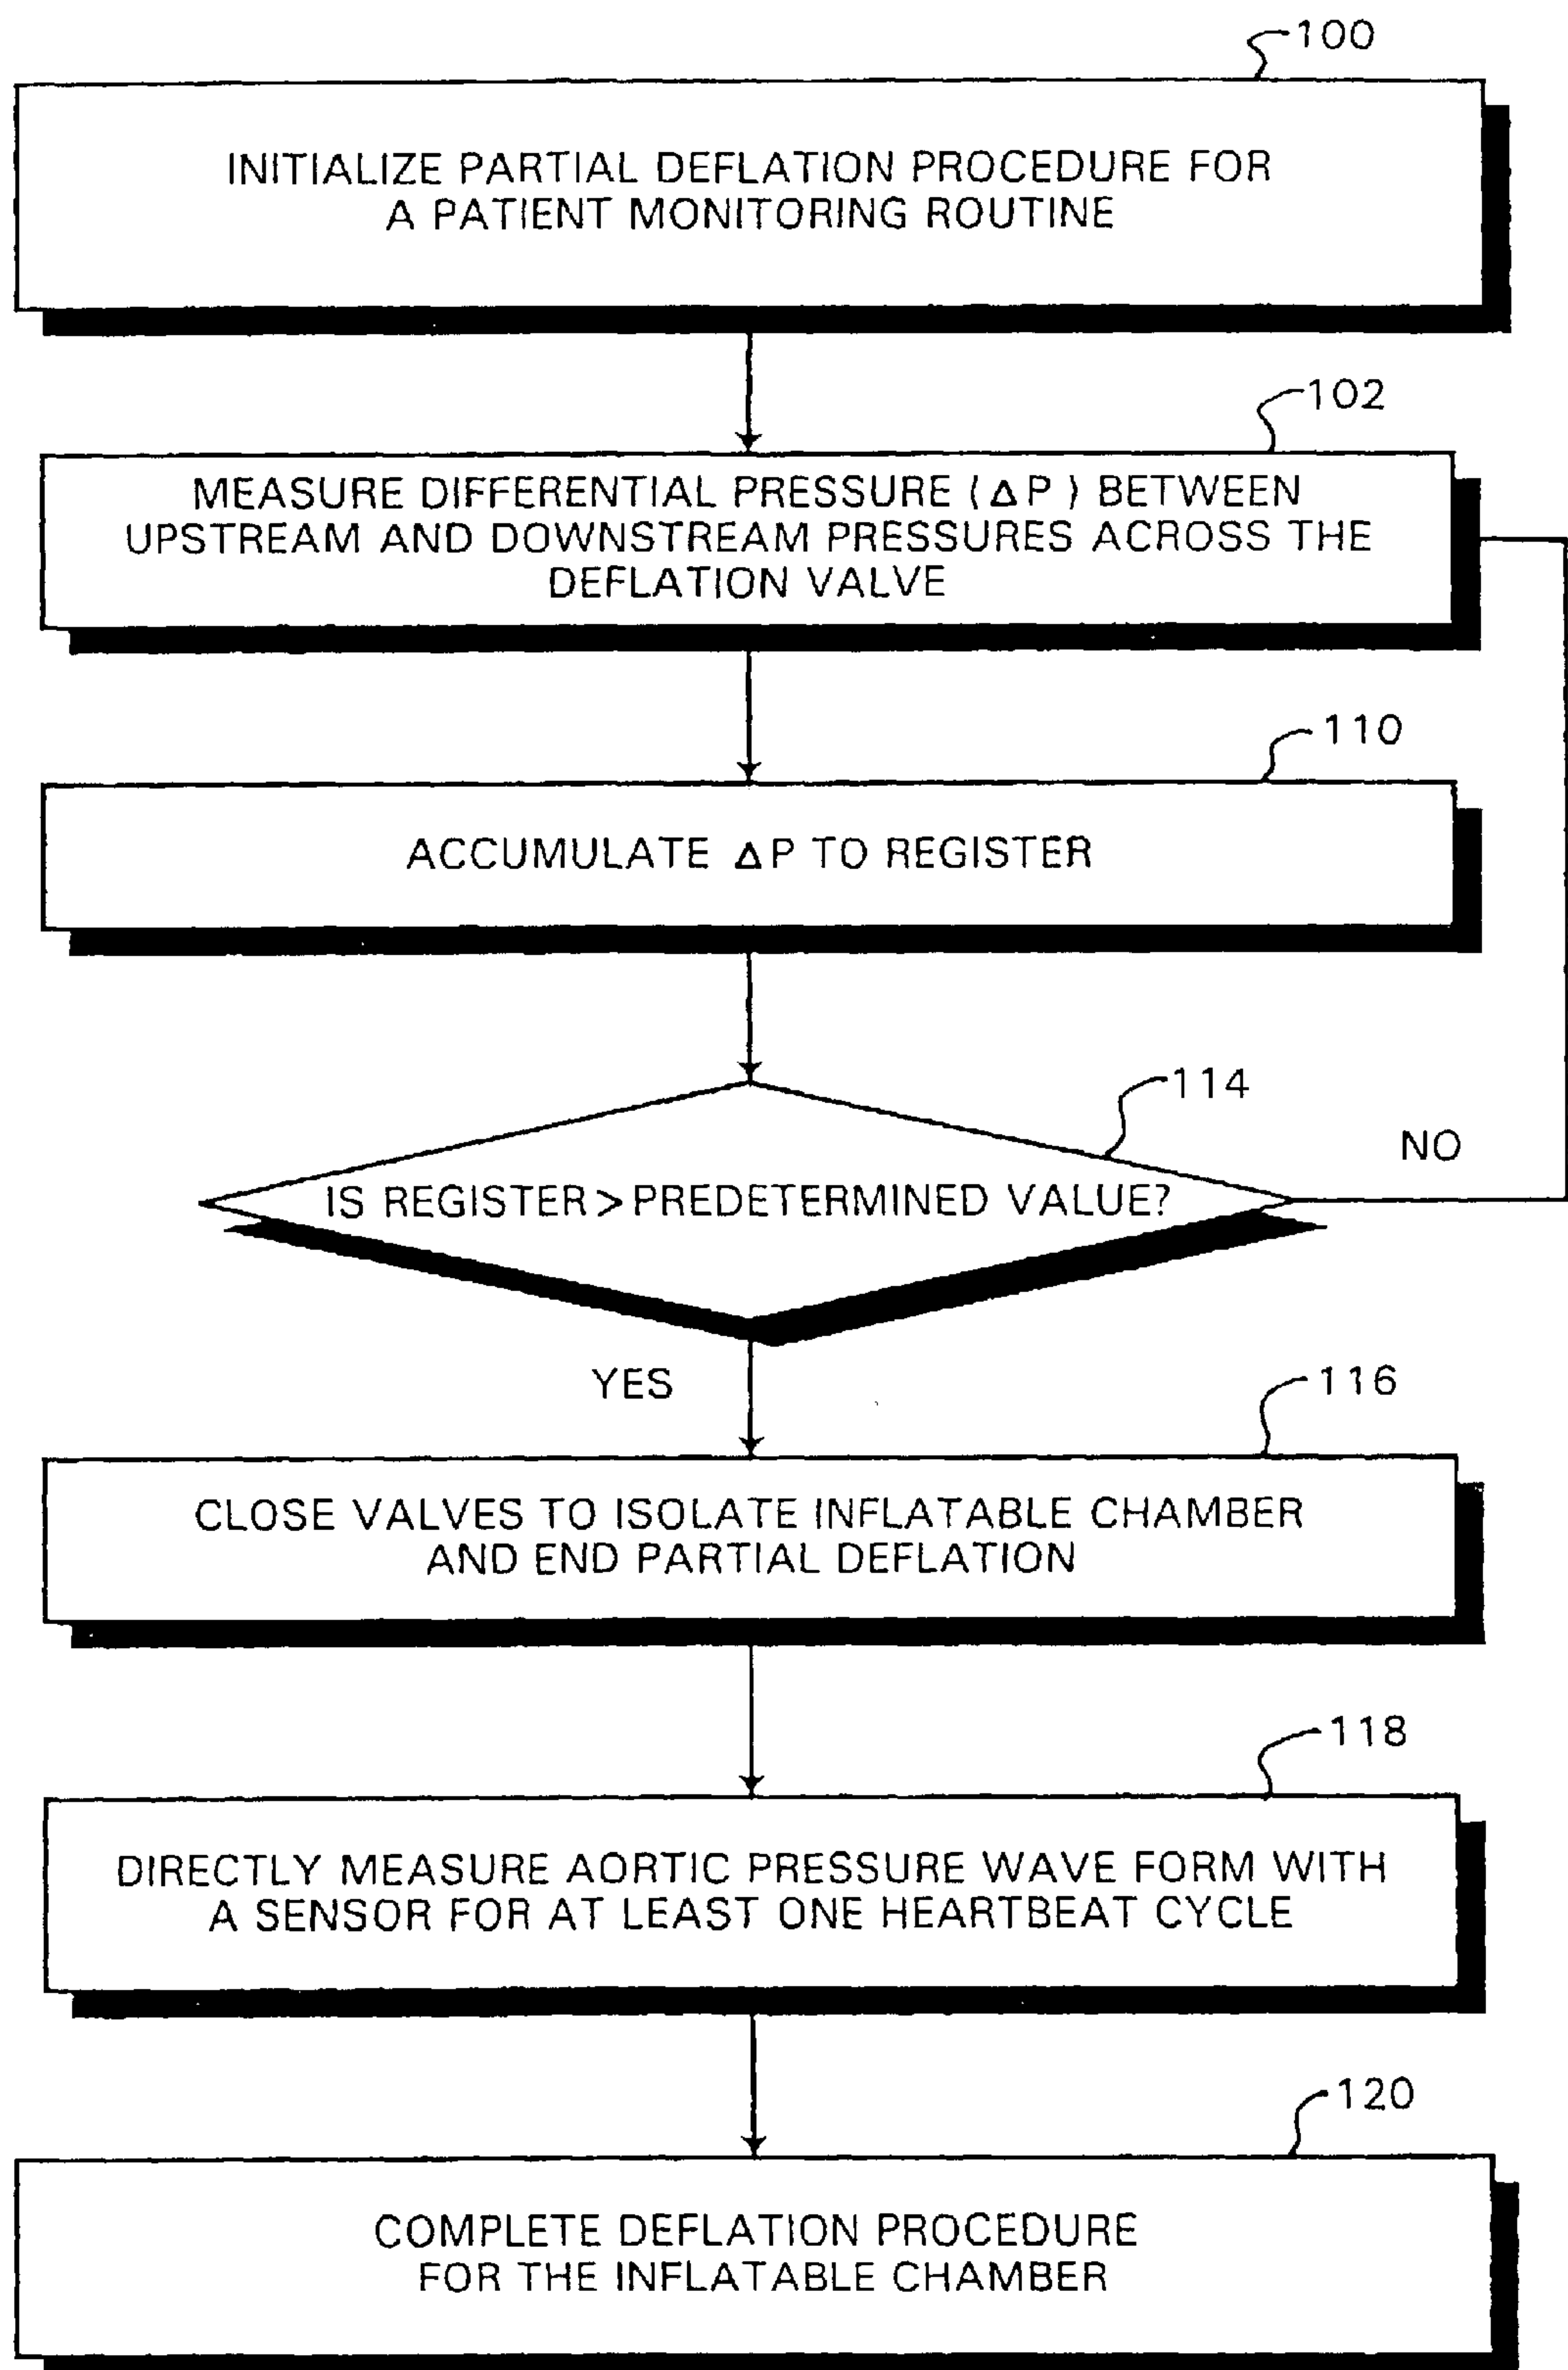 100
INITIALIZE PARTIAL DEFLATION PROCEDURE FOR
A PATIENT MONITORING ROUTINE
102
MEASURE DIFFERENTIAL PRESSURE (ΔP) BETWEEN
UPSTREAM AND DOWNSTREAM PRESSURES ACROSS THE
DEFLATION VALVE
110
ACCUMULATE ΔP TO REGISTER
114
NO
IS REGISTER > PREDETERMINED VALUE?
YES
116
CLOSE VALVES TO ISOLATE INFLATABLE CHAMBER
AND END PARTIAL DEFLATION
118
DIRECTLY MEASURE AORTIC PRESSURE WAVE FORM WITH
A SENSOR FOR AT LEAST ONE HEARTBEAT CYCLE
120
COMPLETE DEFLATION PROCEDURE
FOR THE INFLATABLE CHAMBER